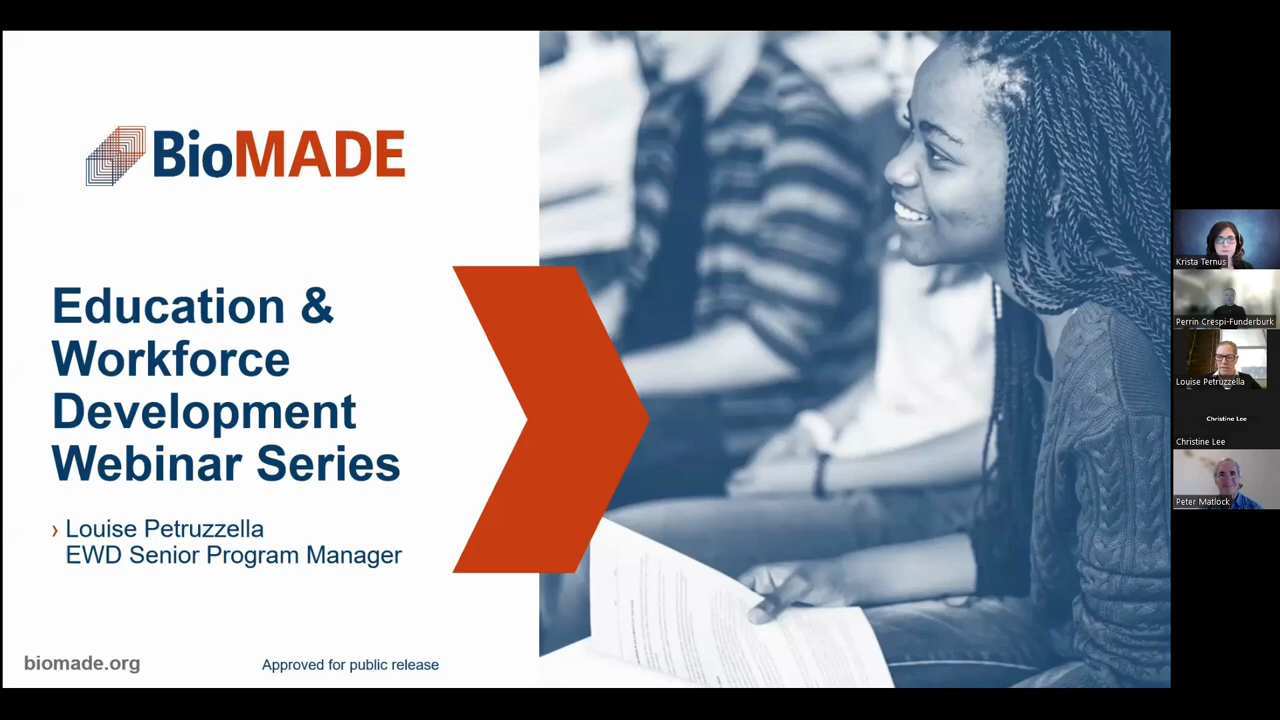 BioMADE
Education &
Workforce
Development
Webinar Series
› Louise Petruzzella
EWD Senior Program Manager
biomade.org
Approved for public release
Krista Ternus
Perrin Crespi-Funderburk
Louise Petruzzella
Christine Lee
Christine Lee
Peter Matlock